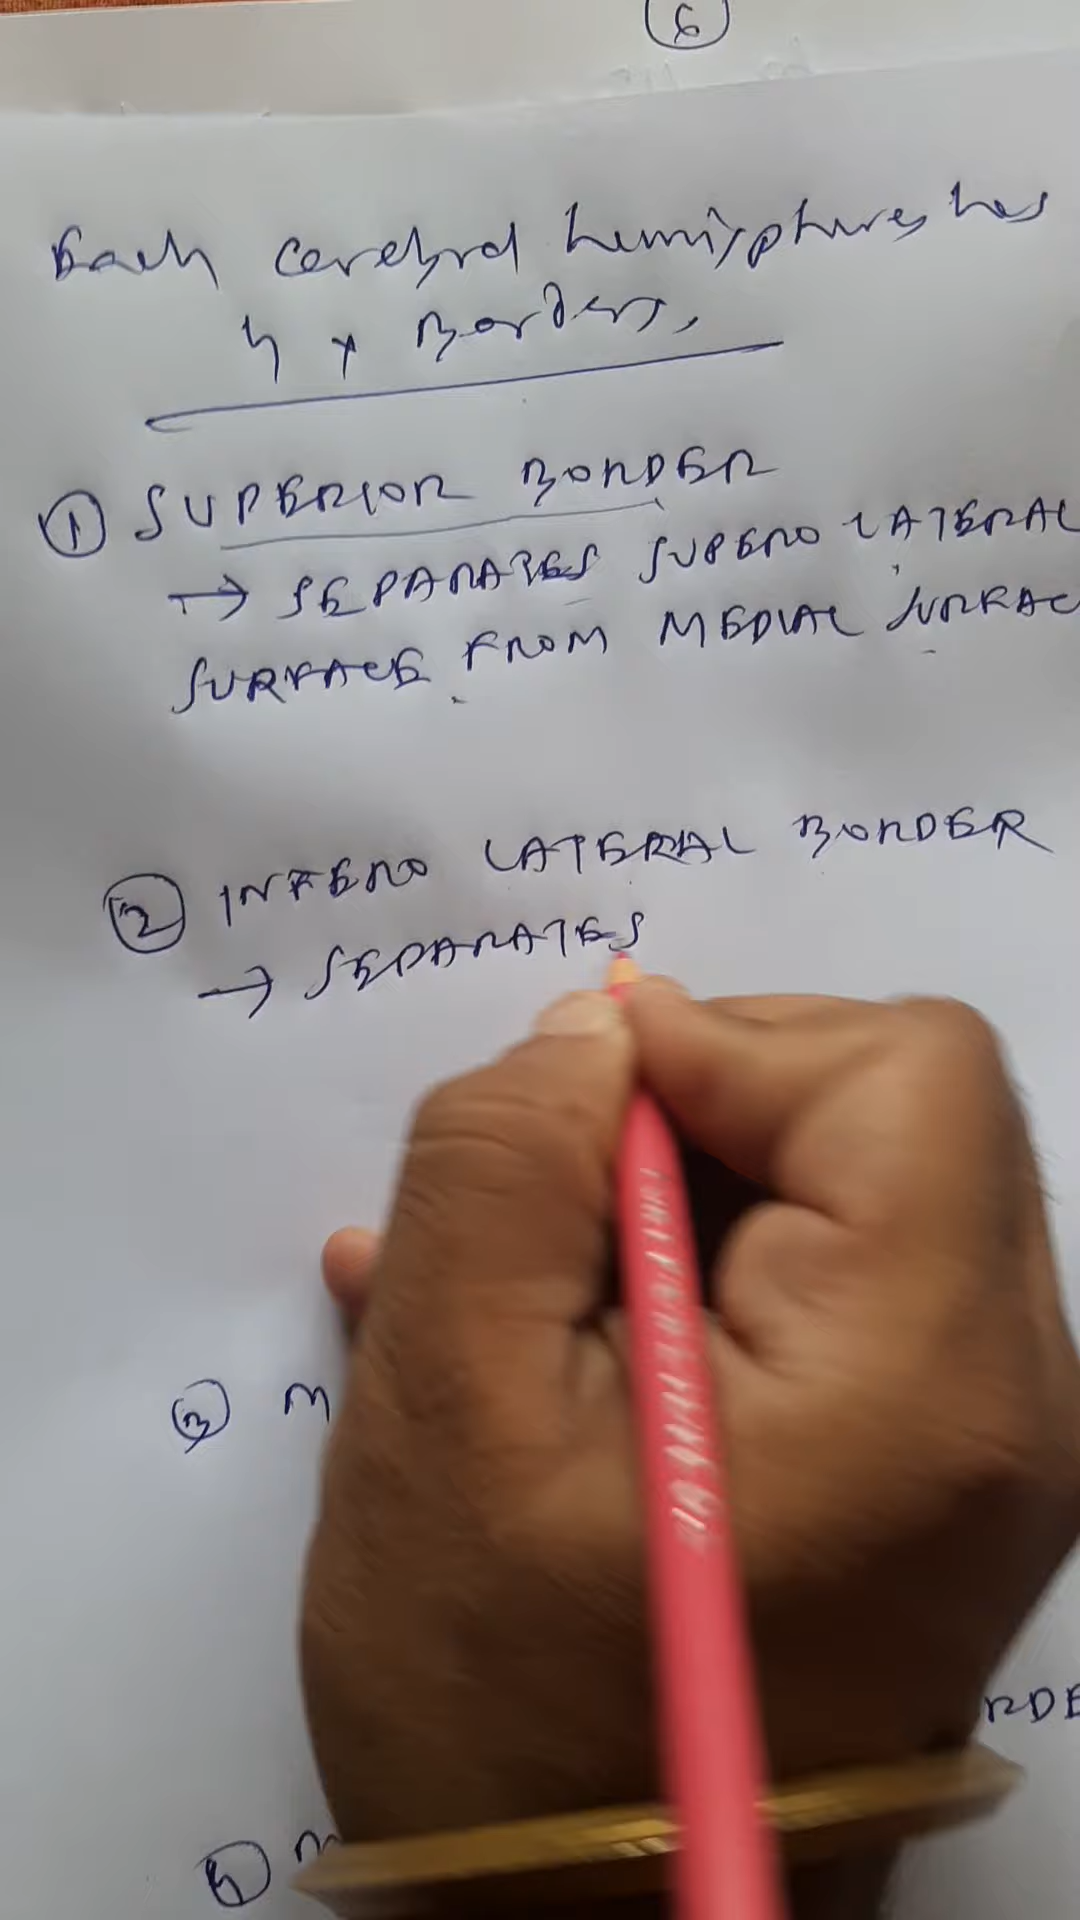 6
Each cerebral hemispheres has
4 x Borders,
1 SUPERIOR BORDER
→ SEPARATES SUPERO LATERAL
SURFACE FROM MEDIAL SURFAC
2 INFERO LATERAL BORDER
→ SEPARATES
3 M
RDE
4 M